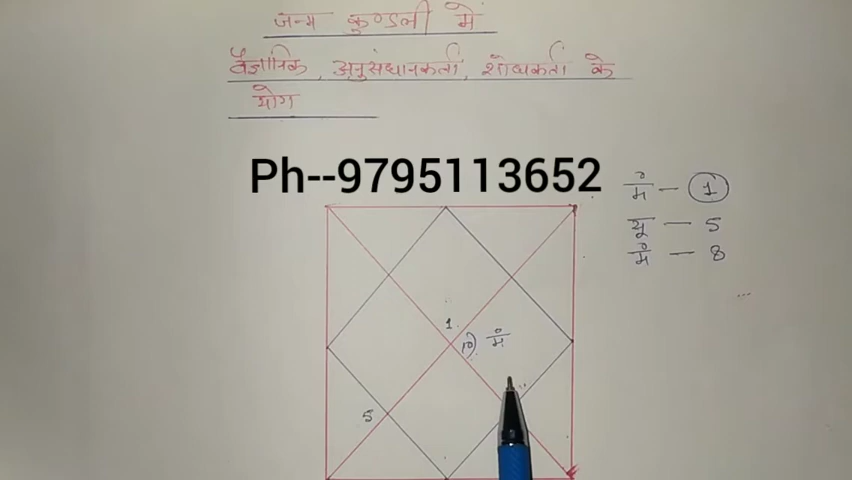 जन्म कुण्डली में
वैज्ञानिक, अनुसंधानकर्ता, शोधकर्ता के
योग
Ph--9795113652
मं — 1
सू — 5
मं — 8
1
10 मं
5